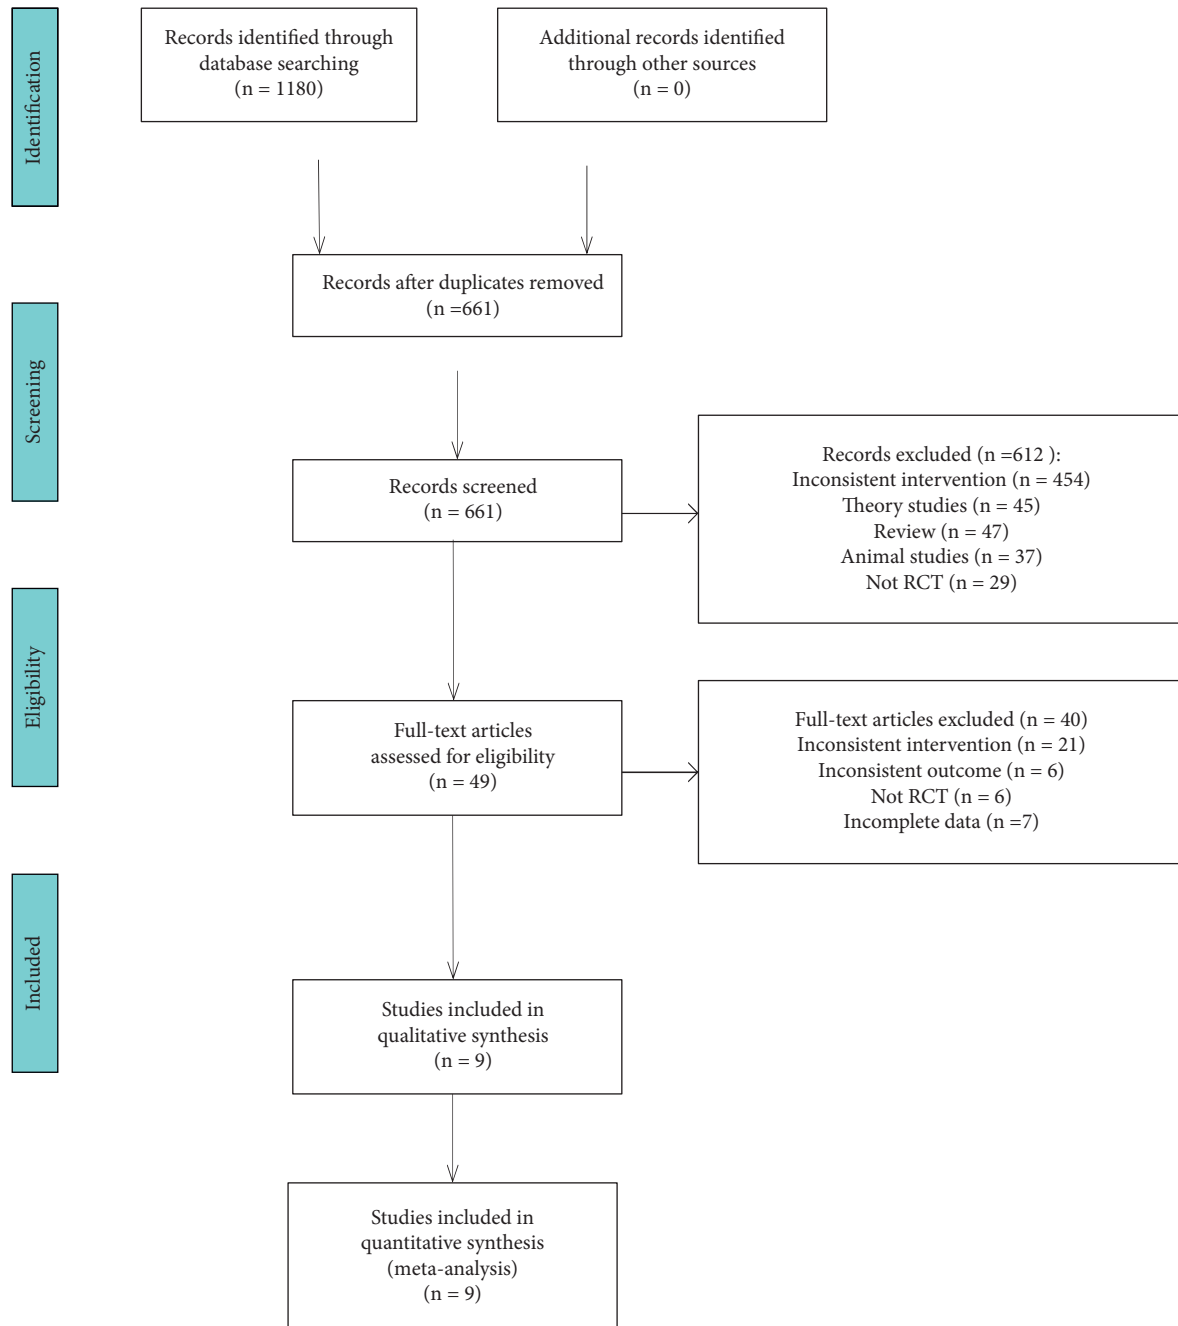 Identification
Records identified through
database searching
(n = 1180)
Additional records identified
through other sources
(n = 0)
Records after duplicates removed
(n =661)
Screening
Records screened
(n = 661)
Records excluded (n =612 ):
Inconsistent intervention (n = 454)
Theory studies (n = 45)
Review (n = 47)
Animal studies (n = 37)
Not RCT (n = 29)
Eligibility
Full-text articles
assessed for eligibility
(n = 49)
Full-text articles excluded (n = 40)
Inconsistent intervention (n = 21)
Inconsistent outcome (n = 6)
Not RCT (n = 6)
Incomplete data (n =7)
Included
Studies included in
qualitative synthesis
(n = 9)
Studies included in
quantitative synthesis
(meta-analysis)
(n = 9)